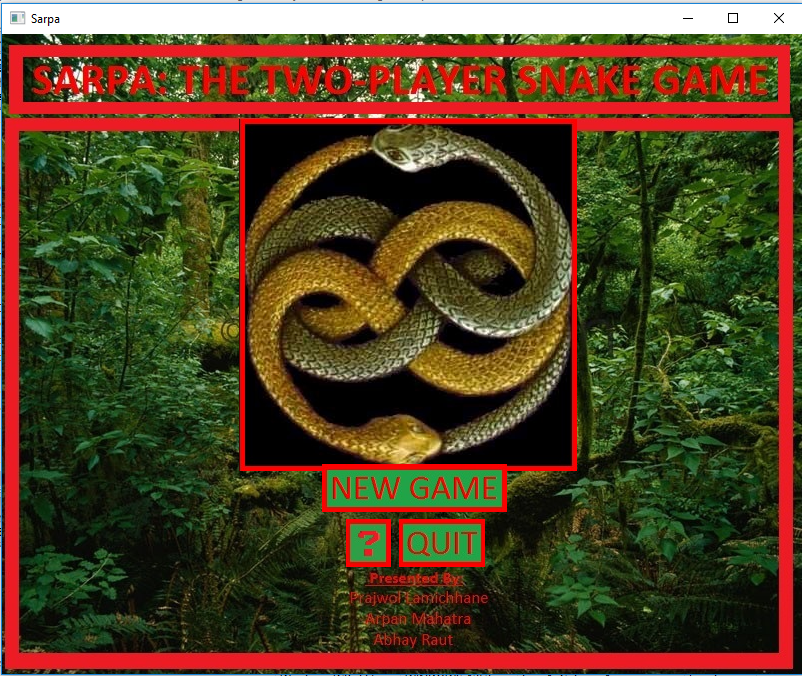 Sarpa
SARPA: THE TWO-PLAYER SNAKE GAME
©
NEW GAME
? QUIT
Presented By:
Prajwol Lamichhane
Arpan Mahatra
Abhay Raut